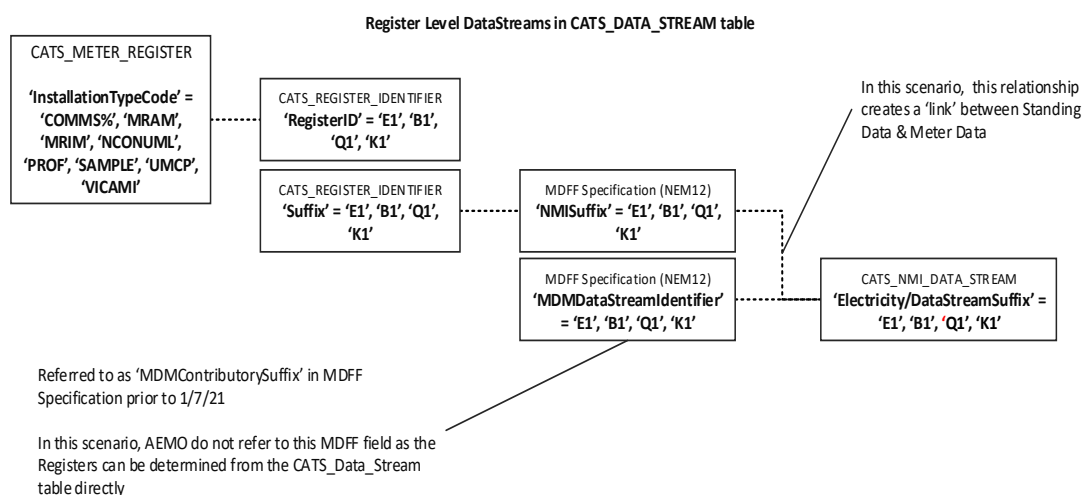 Register Level DataStreams in CATS_DATA_STREAM table
CATS_METER_REGISTER
‘InstallationTypeCode’ =
‘COMMS%’, ‘MRAM’,
‘MRIM’, ‘NCONUML’,
‘PROF’, ‘SAMPLE’, ‘UMCP’,
‘VICAMI’
CATS_REGISTER_IDENTIFIER
‘RegisterID’ = ‘E1’, ‘B1’,
‘Q1’, ‘K1’
CATS_REGISTER_IDENTIFIER
‘Suffix’ = ‘E1’, ‘B1’, ‘Q1’,
‘K1’
MDFF Specification (NEM12)
‘NMISuffix’ = ‘E1’, ‘B1’, ‘Q1’,
‘K1’
MDFF Specification (NEM12)
‘MDMDataStreamIdentifier’
= ‘E1’, ‘B1’, ‘Q1’, ‘K1’
In this scenario, this relationship
creates a ‘link’ between Standing
Data & Meter Data
CATS_NMI_DATA_STREAM
‘Electricity/DataStreamSuffix’ =
‘E1’, ‘B1’, ‘Q1’, ‘K1’
Referred to as ‘MDMContributorySuffix’ in MDFF
Specification prior to 1/7/21
In this scenario, AEMO do not refer to this MDFF field as the
Registers can be determined from the CATS_Data_Stream
table directly